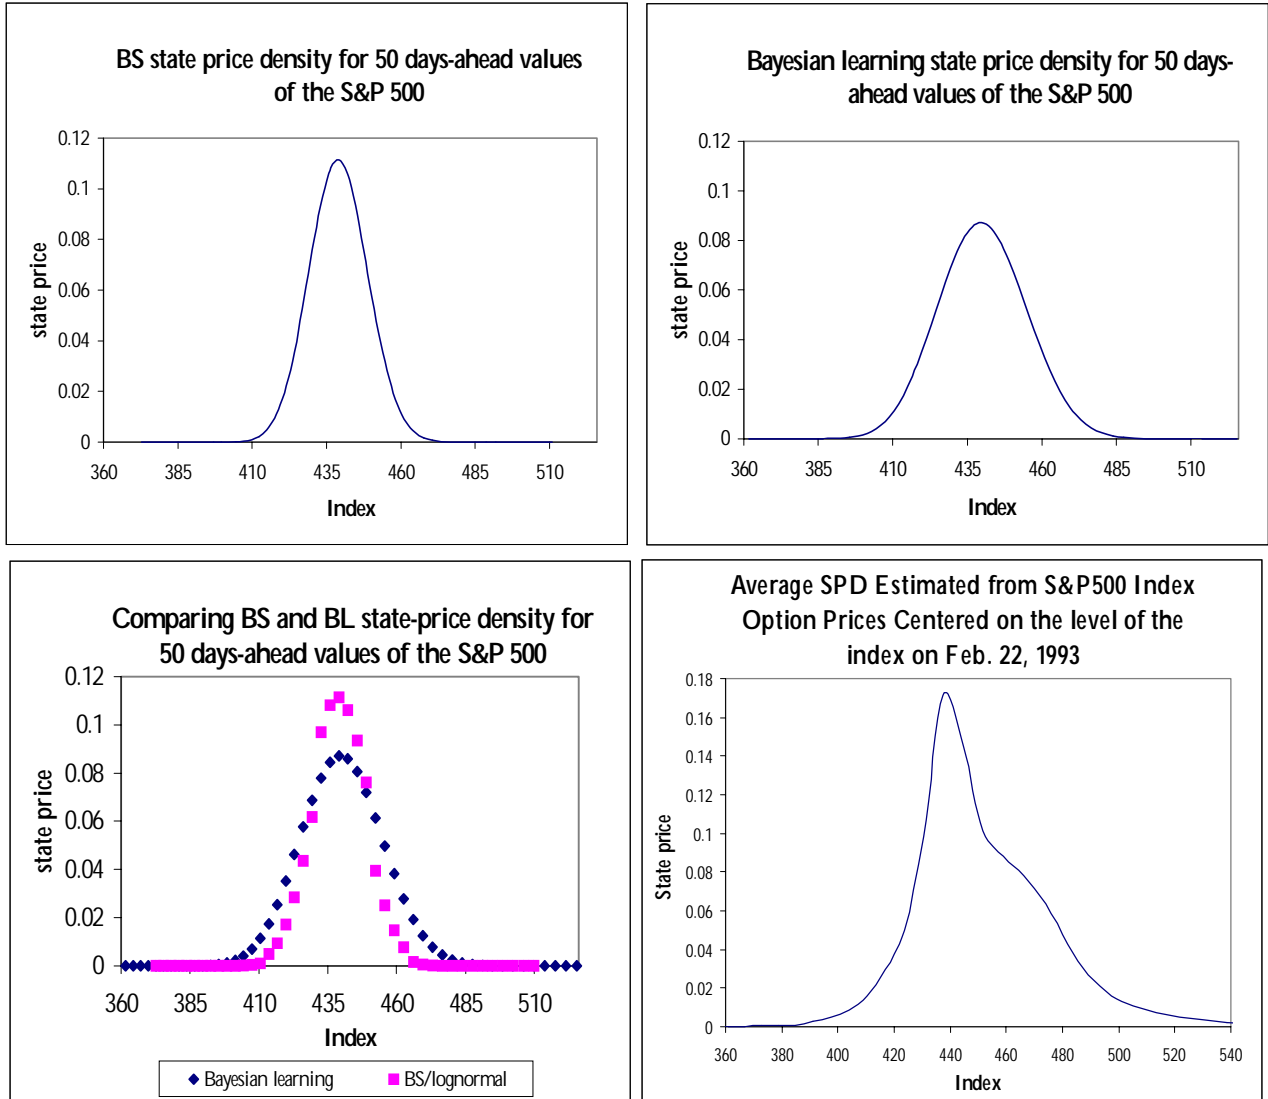 BS state price density for 50 days-ahead values
of the S&P 500
0.12
0.1
0.08
0.06
0.04
0.02
0
state price
360 385 410 435 460 485 510
Index
Bayesian learning state price density for 50 days-
ahead values of the S&P 500
0.12
0.1
0.08
0.06
0.04
0.02
0
state price
360 385 410 435 460 485 510
Index
Comparing BS and BL state-price density for
50 days-ahead values of the S&P 500
0.12
0.1
0.08
0.06
0.04
0.02
0
state price
360 385 410 435 460 485 510
Index
Bayesian learning BS/lognormal
Average SPD Estimated from S&P500 Index
Option Prices Centered on the level of the
index on Feb. 22, 1993
0.18
0.16
0.14
0.12
0.1
0.08
0.06
0.04
0.02
0
State price
360 380 400 420 440 460 480 500 520 540
Index